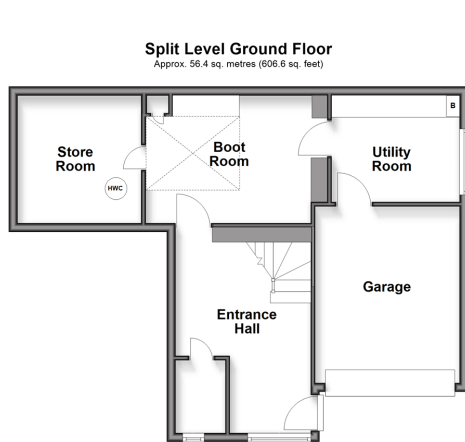 Split Level Ground Floor
Approx. 56.4 sq. metres (606.6 sq. feet)
B
Store
Room
HWC
Boot
Room
Utility
Room
Garage
Entrance
Hall